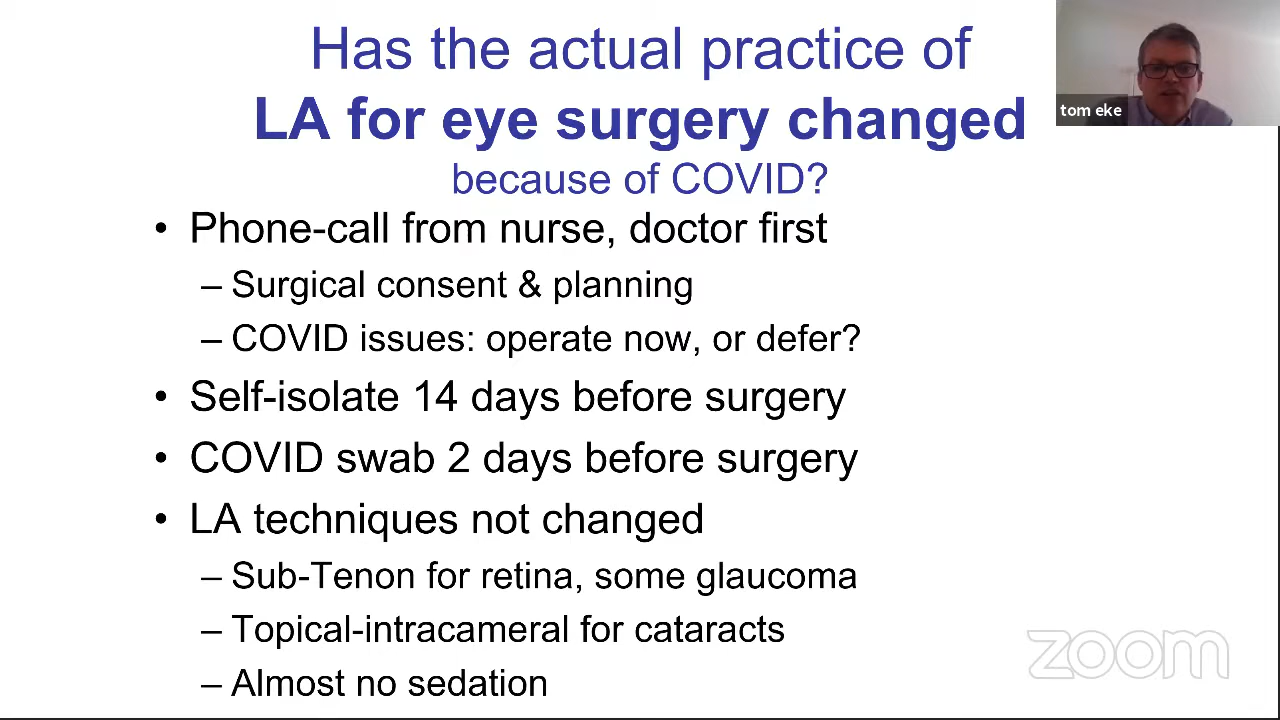 Has the actual practice of
LA for eye surgery changed
because of COVID?
tom eke
• Phone-call from nurse, doctor first
– Surgical consent & planning
– COVID issues: operate now, or defer?
• Self-isolate 14 days before surgery
• COVID swab 2 days before surgery
• LA techniques not changed
– Sub-Tenon for retina, some glaucoma
– Topical-intracameral for cataracts
– Almost no sedation
zoom